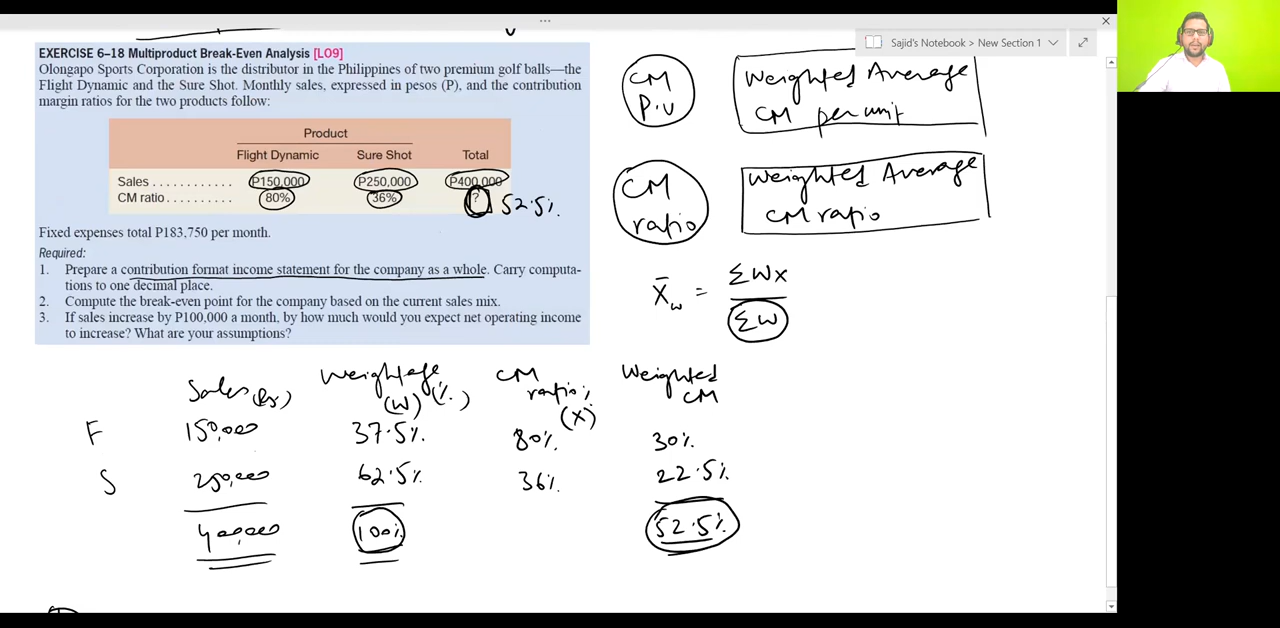 Sajid's Notebook > New Section 1
EXERCISE 6–18 Multiproduct Break-Even Analysis [LO9]
Olongapo Sports Corporation is the distributor in the Philippines of two premium golf balls—the
Flight Dynamic and the Sure Shot. Monthly sales, expressed in pesos (P), and the contribution
margin ratios for the two products follow:
Product
Flight Dynamic Sure Shot Total
Sales . . . . . . . . . . . . P150,000 P250,000 P400,000
CM ratio . . . . . . . . . . 80% 36% ? 52.5%
Fixed expenses total P183,750 per month.
Required:
1. Prepare a contribution format income statement for the company as a whole. Carry computa-
tions to one decimal place.
2. Compute the break-even point for the company based on the current sales mix.
3. If sales increase by P100,000 a month, by how much would you expect net operating income
to increase? What are your assumptions?
CM
P.U
Weighted Average
CM per unit
CM
ratio
Weighted Average
CM ratio
X̄w = ΣWX
ΣW
Sales (Rs) Weightage (W) (%) CM ratio % (X) Weighted CM
F 150,000 37.5% 80% 30%
S 250,000 62.5% 36% 22.5%
400,000 100% 52.5%